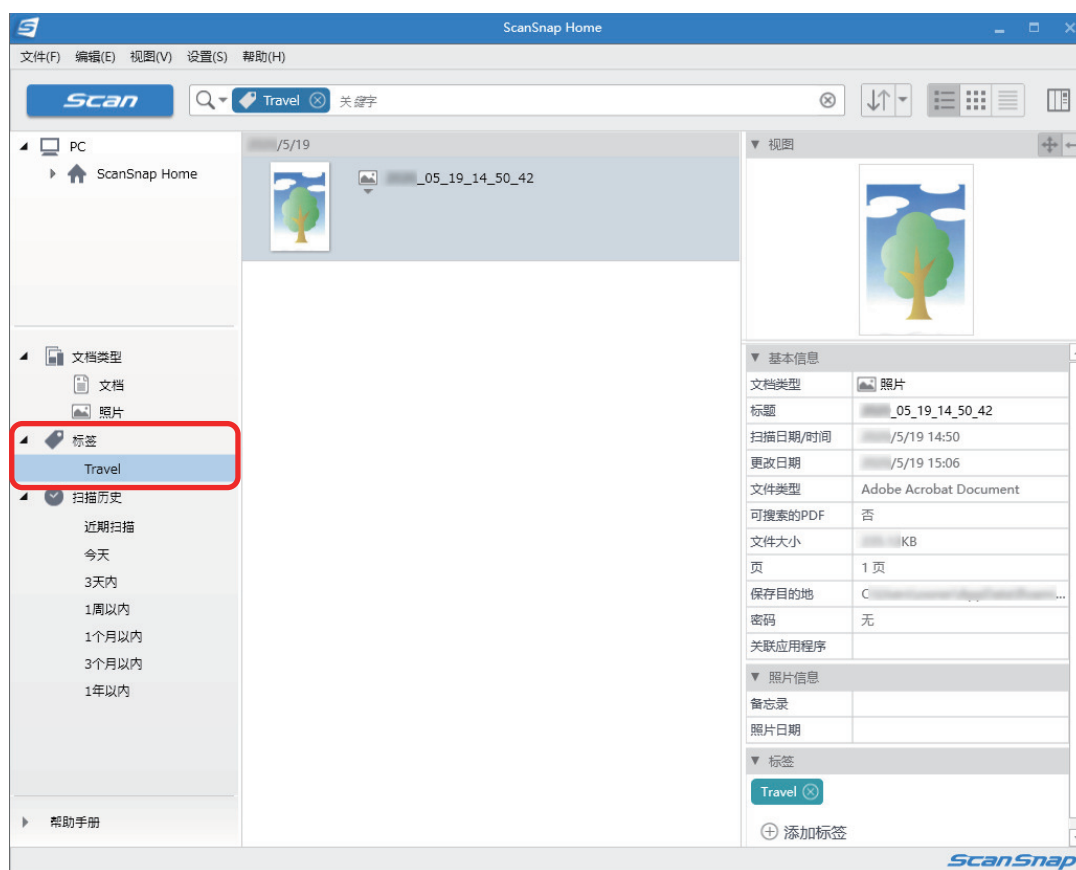 ScanSnap Home
文件(F) 编辑(E) 视图(V) 设置(S) 帮助(H)
Scan
Travel 关键字
PC
ScanSnap Home
文档类型
文档
照片
标签
Travel
扫描历史
近期扫描
今天
3天内
1周以内
1个月以内
3个月以内
1年以内
帮助手册
/5/19
_05_19_14_50_42
视图
基本信息
文档类型 照片
标题 _05_19_14_50_42
扫描日期/时间 /5/19 14:50
更改日期 /5/19 15:06
文件类型 Adobe Acrobat Document
可搜索的PDF 否
文件大小 KB
页 1 页
保存目的地 C ...
密码 无
关联应用程序
照片信息
备忘录
照片日期
标签
Travel
添加标签
ScanSnap